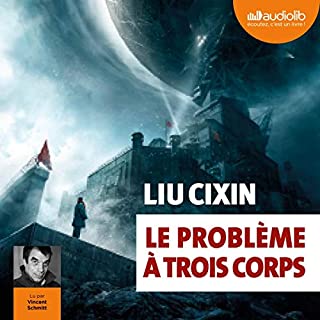 audiolib
écoutez, c'est un livre !
LIU CIXIN
LE PROBLÈME
À TROIS CORPS
Lu par
Vincent
Schmitt